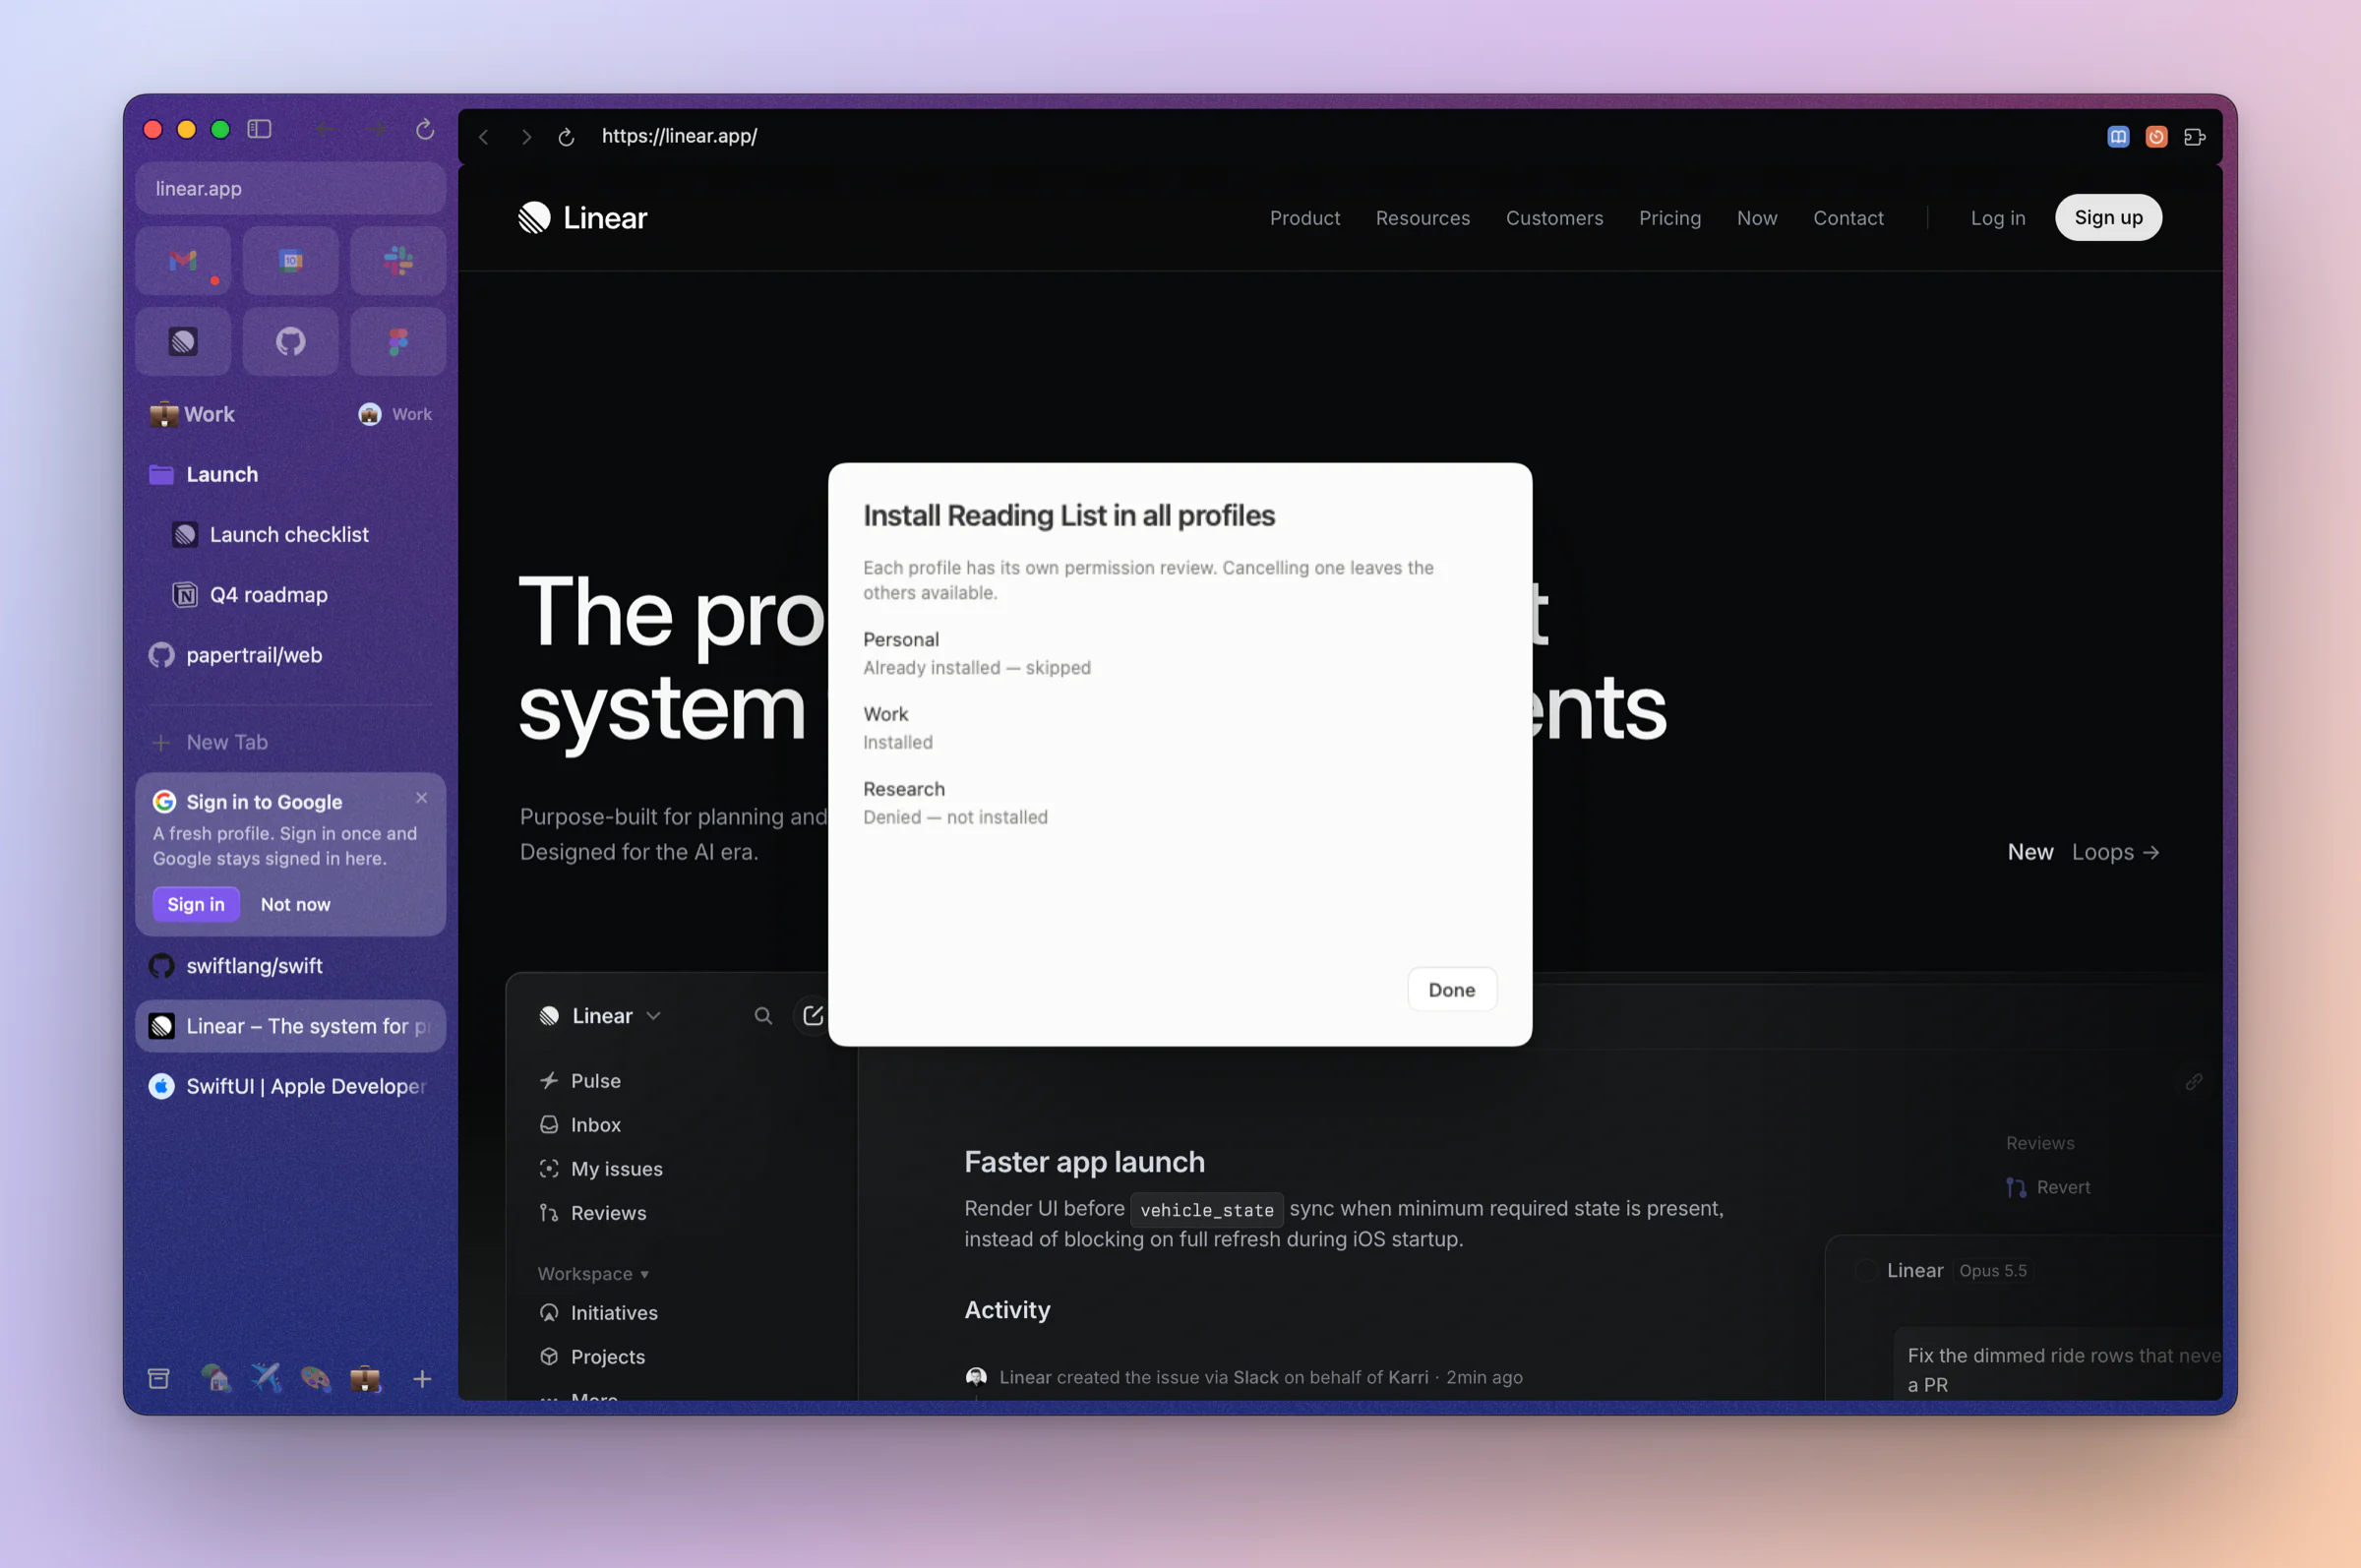 linear.app
Work
Work
Launch
Launch checklist
Q4 roadmap
papertrail/web
New Tab
Sign in to Google
A fresh profile. Sign in once and
Google stays signed in here.
Sign in
Not now
swiftlang/swift
Linear – The system for p
SwiftUI | Apple Developer
https://linear.app/
Linear
Product
Resources
Customers
Pricing
Now
Contact
Log in
Sign up
The pro
t
system
ents
Purpose-built for planning and
Designed for the AI era.
New Loops →
Install Reading List in all profiles
Each profile has its own permission review. Cancelling one leaves the
others available.
Personal
Already installed — skipped
Work
Installed
Research
Denied — not installed
Done
Linear
Pulse
Inbox
My issues
Reviews
Workspace
Initiatives
Projects
More
Faster app launch
Render UI before vehicle_state sync when minimum required state is present,
instead of blocking on full refresh during iOS startup.
Activity
Linear created the issue via Slack on behalf of Karri · 2min ago
Reviews
Revert
Linear Opus 5.5
Fix the dimmed ride rows that neve
a PR